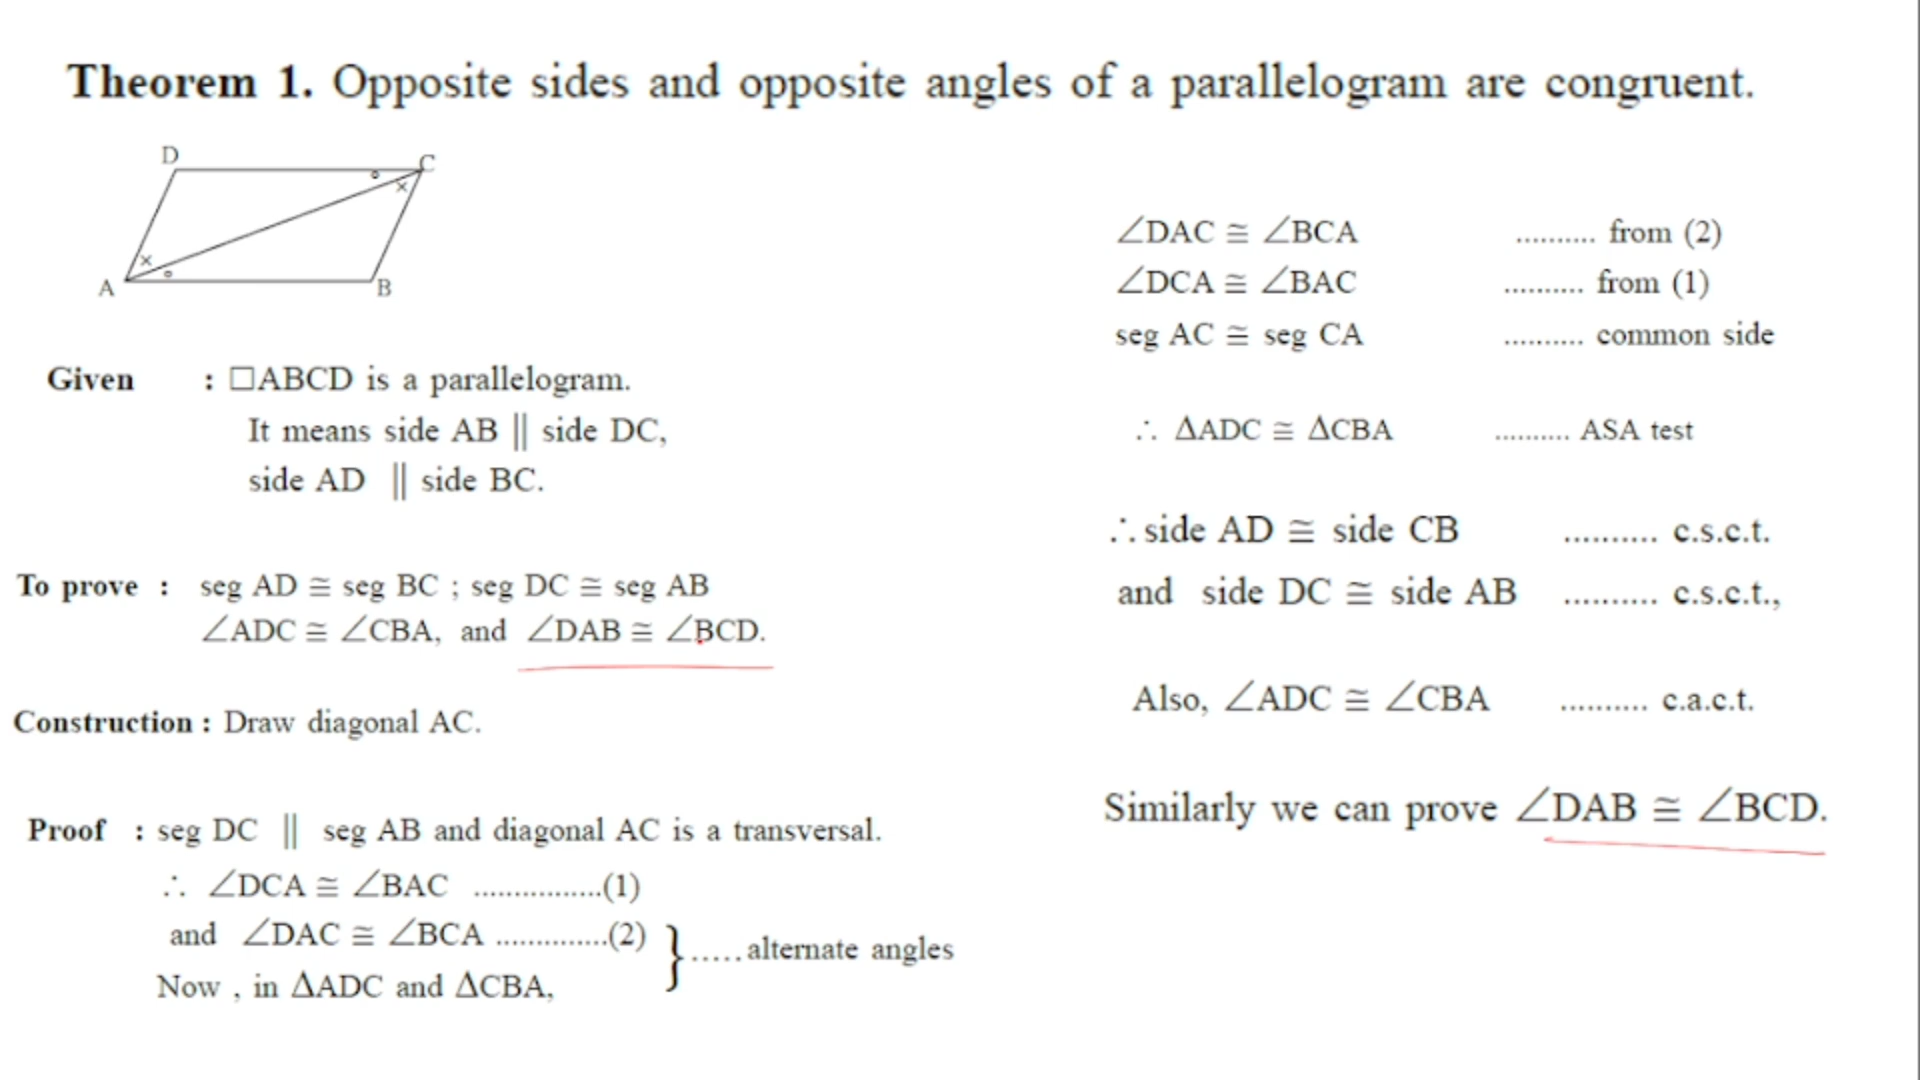 Theorem 1. Opposite sides and opposite angles of a parallelogram are congruent.
D
C
A
B
Given : □ABCD is a parallelogram.
It means side AB || side DC,
side AD || side BC.
To prove : seg AD ≅ seg BC ; seg DC ≅ seg AB
∠ADC ≅ ∠CBA, and ∠DAB ≅ ∠BCD.
Construction : Draw diagonal AC.
Proof : seg DC || seg AB and diagonal AC is a transversal.
∴ ∠DCA ≅ ∠BAC ................(1)
and ∠DAC ≅ ∠BCA ..............(2)
} ..... alternate angles
Now , in ΔADC and ΔCBA,
∠DAC ≅ ∠BCA .......... from (2)
∠DCA ≅ ∠BAC .......... from (1)
seg AC ≅ seg CA .......... common side
∴ ΔADC ≅ ΔCBA .......... ASA test
∴ side AD ≅ side CB .......... c.s.c.t.
and side DC ≅ side AB .......... c.s.c.t.,
Also, ∠ADC ≅ ∠CBA .......... c.a.c.t.
Similarly we can prove ∠DAB ≅ ∠BCD.